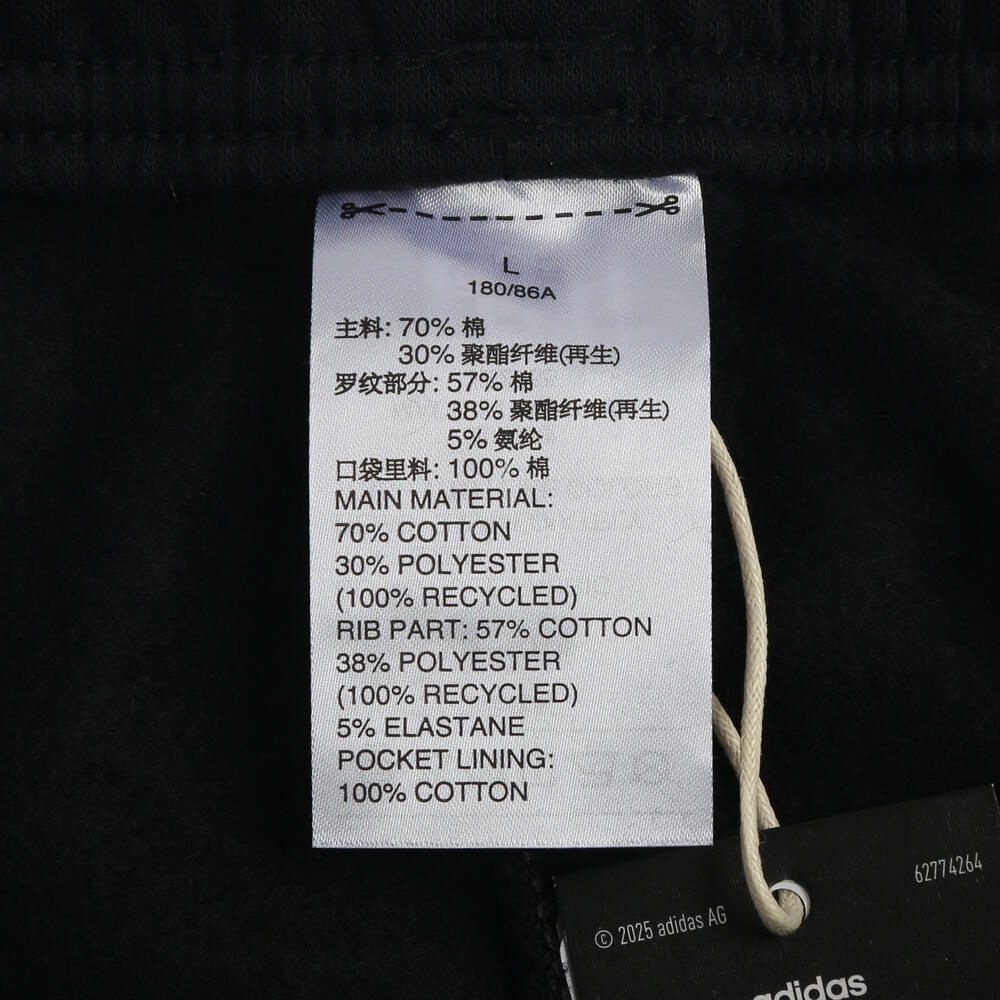 L
180/86A
主料: 70% 棉
30% 聚酯纤维(再生)
罗纹部分: 57% 棉
38% 聚酯纤维(再生)
5% 氨纶
口袋里料: 100% 棉
MAIN MATERIAL:
70% COTTON
30% POLYESTER
(100% RECYCLED)
RIB PART: 57% COTTON
38% POLYESTER
(100% RECYCLED)
5% ELASTANE
POCKET LINING:
100% COTTON
62774264
© 2025 adidas AG
adidas